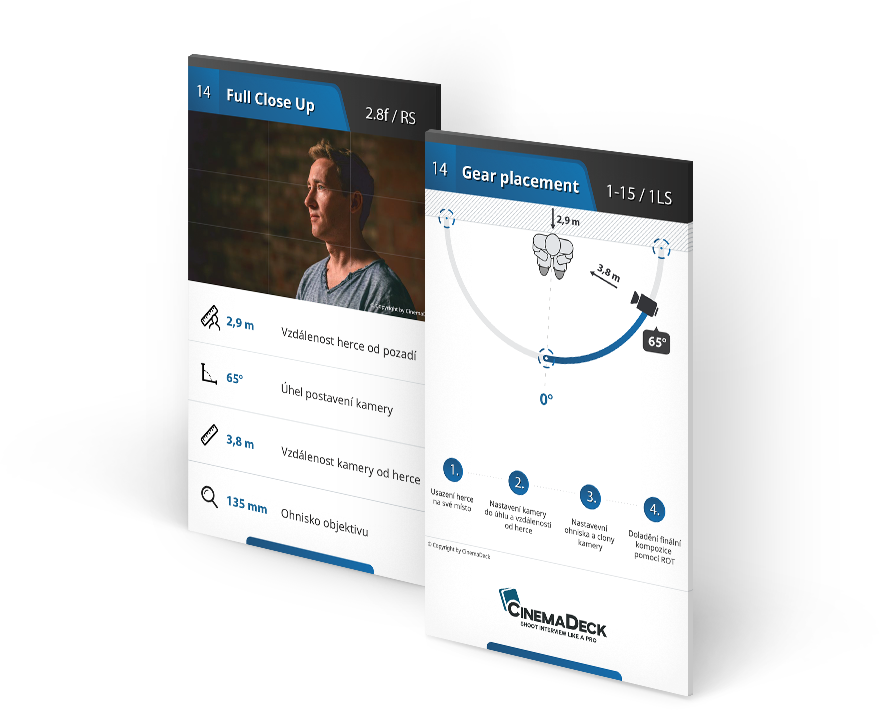 14 Full Close Up 2.8f / RS
© Copyright by Cinema
2,9 m Vzdálenost herce od pozadí
65° Úhel postavení kamery
3,8 m Vzdálenost kamery od herce
135 mm Ohnisko objektivu
14 Gear placement 1-15 / 1LS
2,9 m
3,8 m
65°
0°
1.
Usazení herce
na své místo
2.
Nastavení kamery
do úhlu a vzdálenosti
od herce
3.
Nastavevní
ohniska a clony
kamery
4.
Doladění finální
kompozice
pomocí ROT
© Copyright by CinemaDeck
CINEMADECK
SHOOT INTERVIEW LIKE A PRO